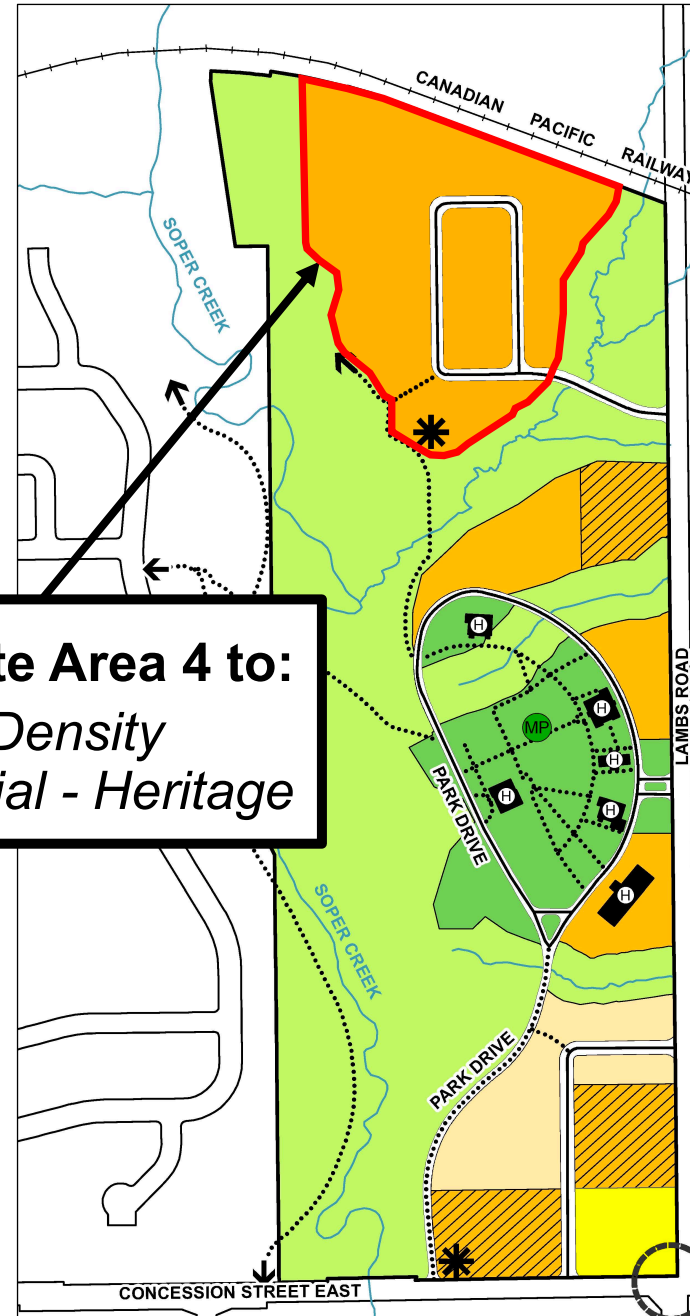 CANADIAN PACIFIC RAILWAY
SOPER CREEK
te Area 4 to:
Density
ial - Heritage
H
H
MP
H
H
H
LAMBS ROAD
PARK DRIVE
H
SOPER CREEK
PARK DRIVE
CONCESSION STREET EAST